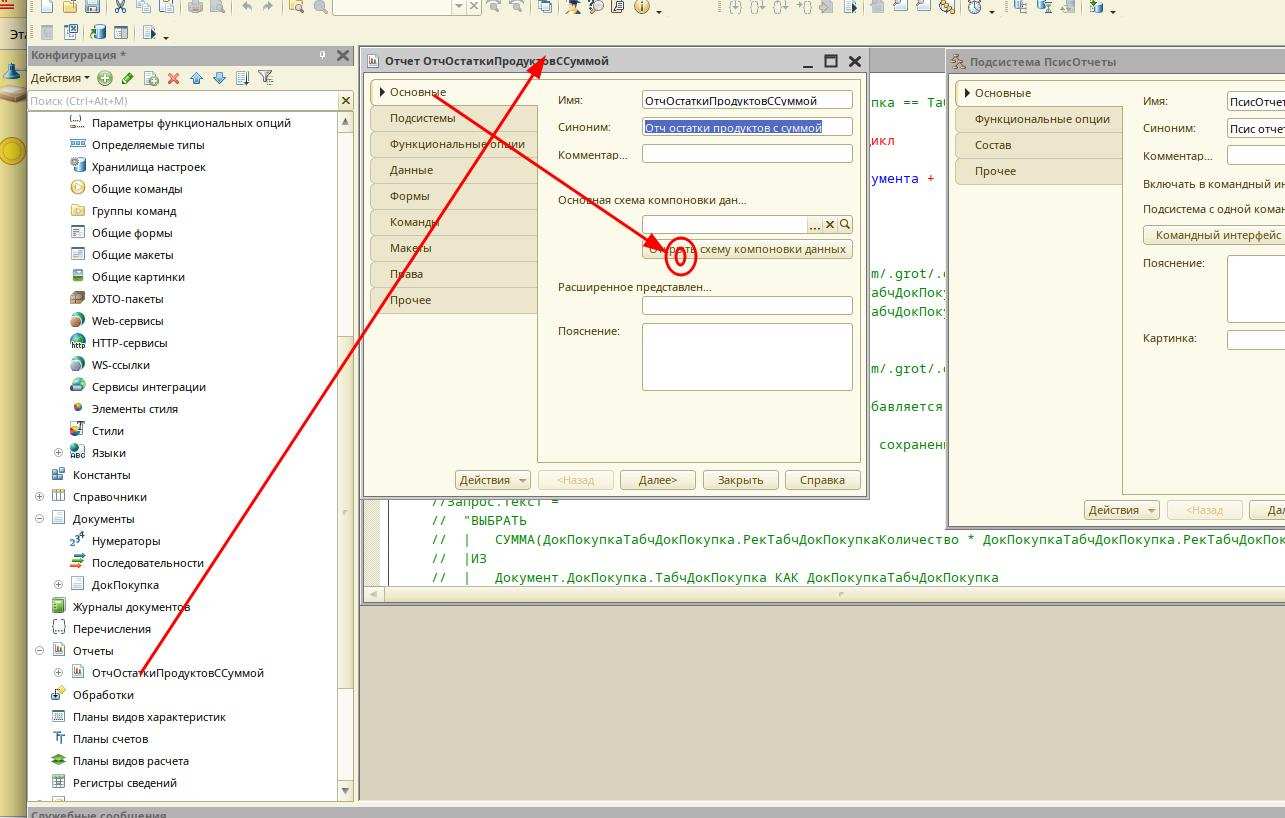 Конфигурация *
Действия
Поиск (Ctrl+Alt+M)
Параметры функциональных опций
Определяемые типы
Хранилища настроек
Общие команды
Группы команд
Общие формы
Общие макеты
Общие картинки
XDTO-пакеты
Web-сервисы
HTTP-сервисы
WS-ссылки
Сервисы интеграции
Элементы стиля
Стили
Языки
Константы
Справочники
Документы
Нумераторы
Последовательности
ДокПокупка
Журналы документов
Перечисления
Отчеты
ОтчОстаткиПродуктовССуммой
Обработки
Планы видов характеристик
Планы счетов
Планы видов расчета
Регистры сведений
Служебные сообщения
Отчет ОтчОстаткиПродуктовССуммой
Основные
Подсистемы
Функциональные опции
Данные
Формы
Команды
Макеты
Права
Прочее
Имя:
ОтчОстаткиПродуктовССуммой
Синоним:
Отч остатки продуктов с суммой
Комментар...
Основная схема компоновки дан...
...
Открыть схему компоновки данных
0
Расширенное представлен...
Пояснение:
Действия
<Назад
Далее>
Закрыть
Справка
пка == Таб
икл
умента +
m/.grot/.
абчДокПок
абчДокПок
m/.grot/.
бавляется
сохранен
//Запрос.Текст =
// "ВЫБРАТЬ
// | СУММА(ДокПокупкаТабчДокПокупка.РекТабчДокПокупкаКоличество * ДокПокупкаТабчДокПокупка.РекТабчДокПок
// |ИЗ
// | Документ.ДокПокупка.ТабчДокПокупка КАК ДокПокупкаТабчДокПокупка
Подсистема ПсисОтчеты
Основные
Функциональные опции
Состав
Прочее
Имя:
ПсисОтчет
Синоним:
Псис отче
Комментар...
Включать в командный ин
Подсистема с одной коман
Командный интерфейс
Пояснение:
Картинка:
Действия
<Назад
Дал